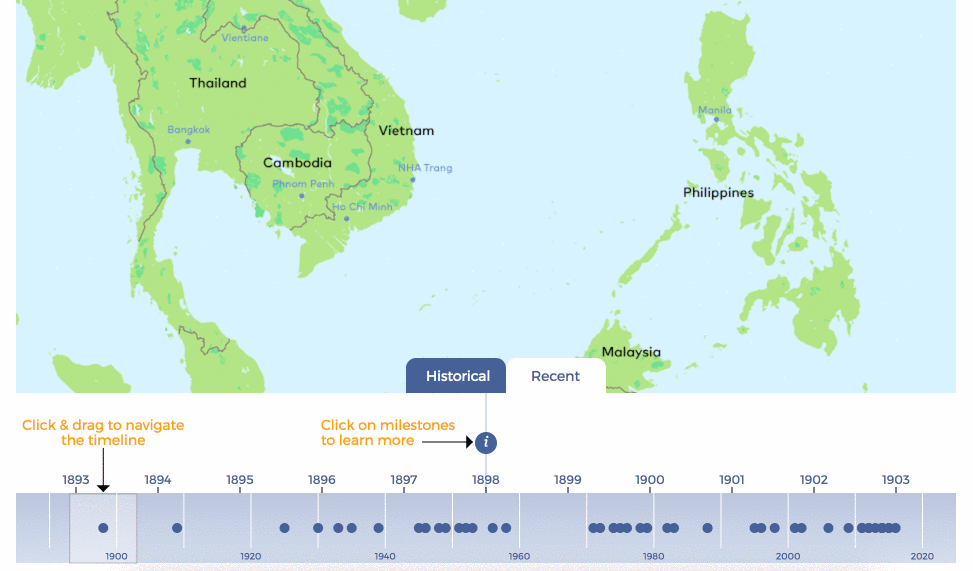 Vientiane
Thailand
Manila
Bangkok
Vietnam
Cambodia
NHA Trang
Phnom Penh
Philippines
Ho Chi Minh
Malaysia
Historical
Recent
Click & drag to navigate
the timeline
Click on milestones
to learn more
i
1893 1894 1895 1896 1897 1898 1899 1900 1901 1902 1903
1900 1920 1940 1960 1980 2000 2020